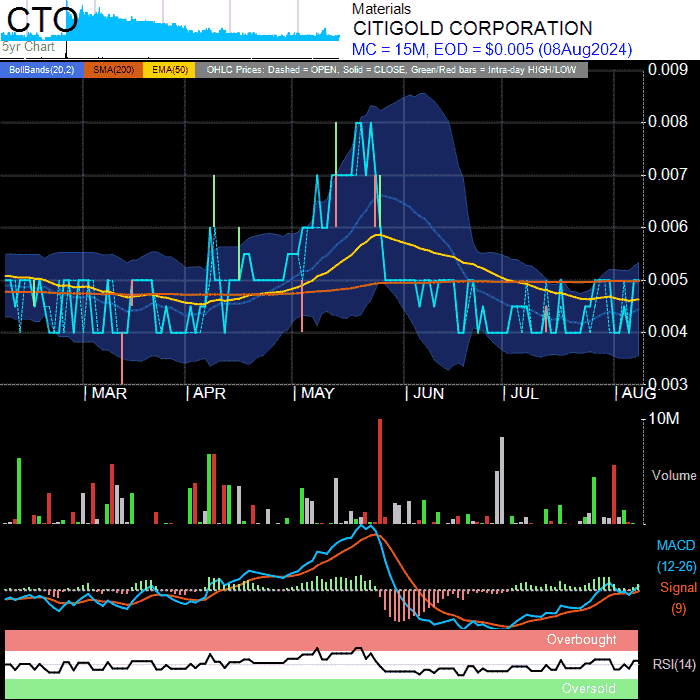 CTO
5yr Chart
Materials
CITIGOLD CORPORATION
MC = 15M, EOD = $0.005 (08Aug2024)
BollBands(20,2) SMA(200) EMA(50) OHLC Prices: Dashed = OPEN, Solid = CLOSE, Green/Red bars = Intra-day HIGH/LOW
0.009
0.008
0.007
0.006
0.005
0.004
0.003
| MAR | APR | MAY | JUN | JUL | AUG
10M
Volume
MACD
(12-26)
Signal
(9)
Overbought
RSI(14)
Oversold